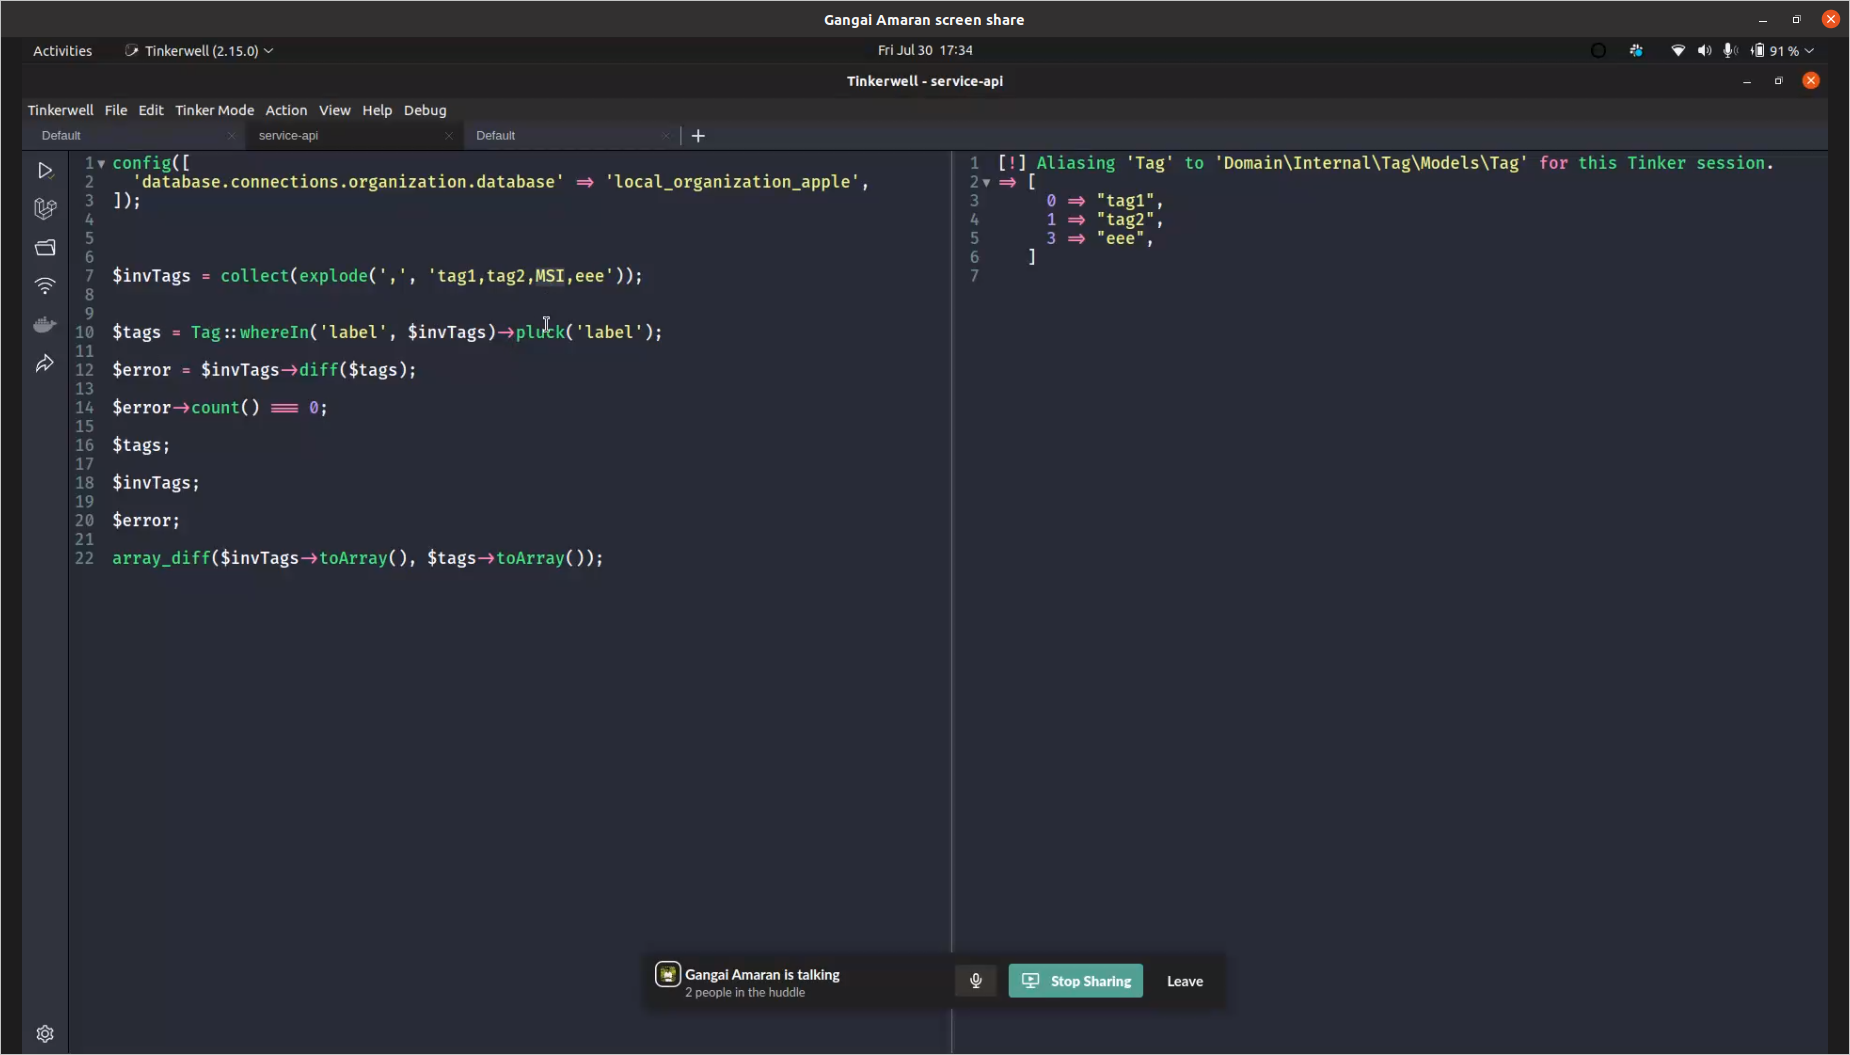 Gangai Amaran screen share
Activities
Tinkerwell (2.15.0)
Fri Jul 30 17:34
91 %
Tinkerwell - service-api
Tinkerwell File Edit Tinker Mode Action View Help Debug
Default
service-api
Default
1 config([
2 'database.connections.organization.database' => 'local_organization_apple',
3 ]);
4
5
6
7 $invTags = collect(explode(',', 'tag1,tag2,MSI,eee'));
8
9
10 $tags = Tag::whereIn('label', $invTags)->pluck('label');
11
12 $error = $invTags->diff($tags);
13
14 $error->count() === 0;
15
16 $tags;
17
18 $invTags;
19
20 $error;
21
22 array_diff($invTags->toArray(), $tags->toArray());
1 [!] Aliasing 'Tag' to 'Domain\Internal\Tag\Models\Tag' for this Tinker session.
2 => [
3 0 => "tag1",
4 1 => "tag2",
5 3 => "eee",
6 ]
7
Gangai Amaran is talking
2 people in the huddle
Stop Sharing
Leave